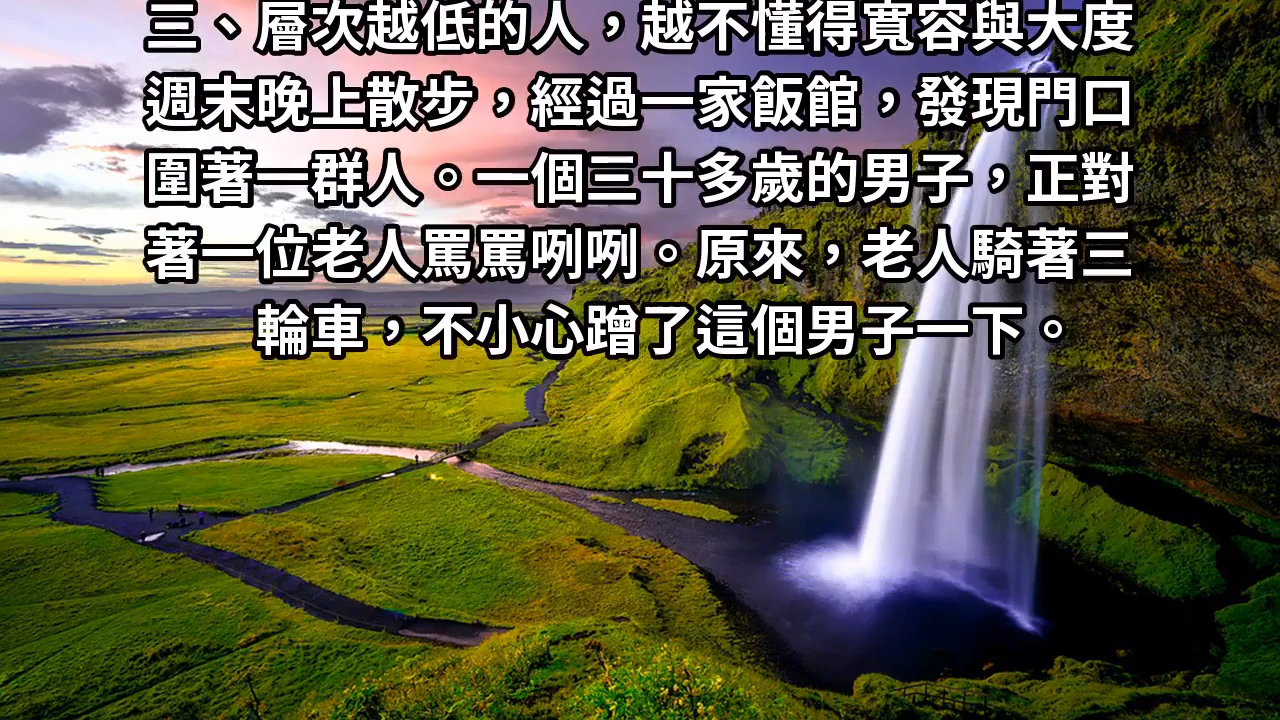 三、層次越低的人，越不懂得寬容與大度
週末晚上散步，經過一家飯館，發現門口
圍著一群人。一個三十多歲的男子，正對
著一位老人罵罵咧咧。原來，老人騎著三
輪車，不小心蹭了這個男子一下。